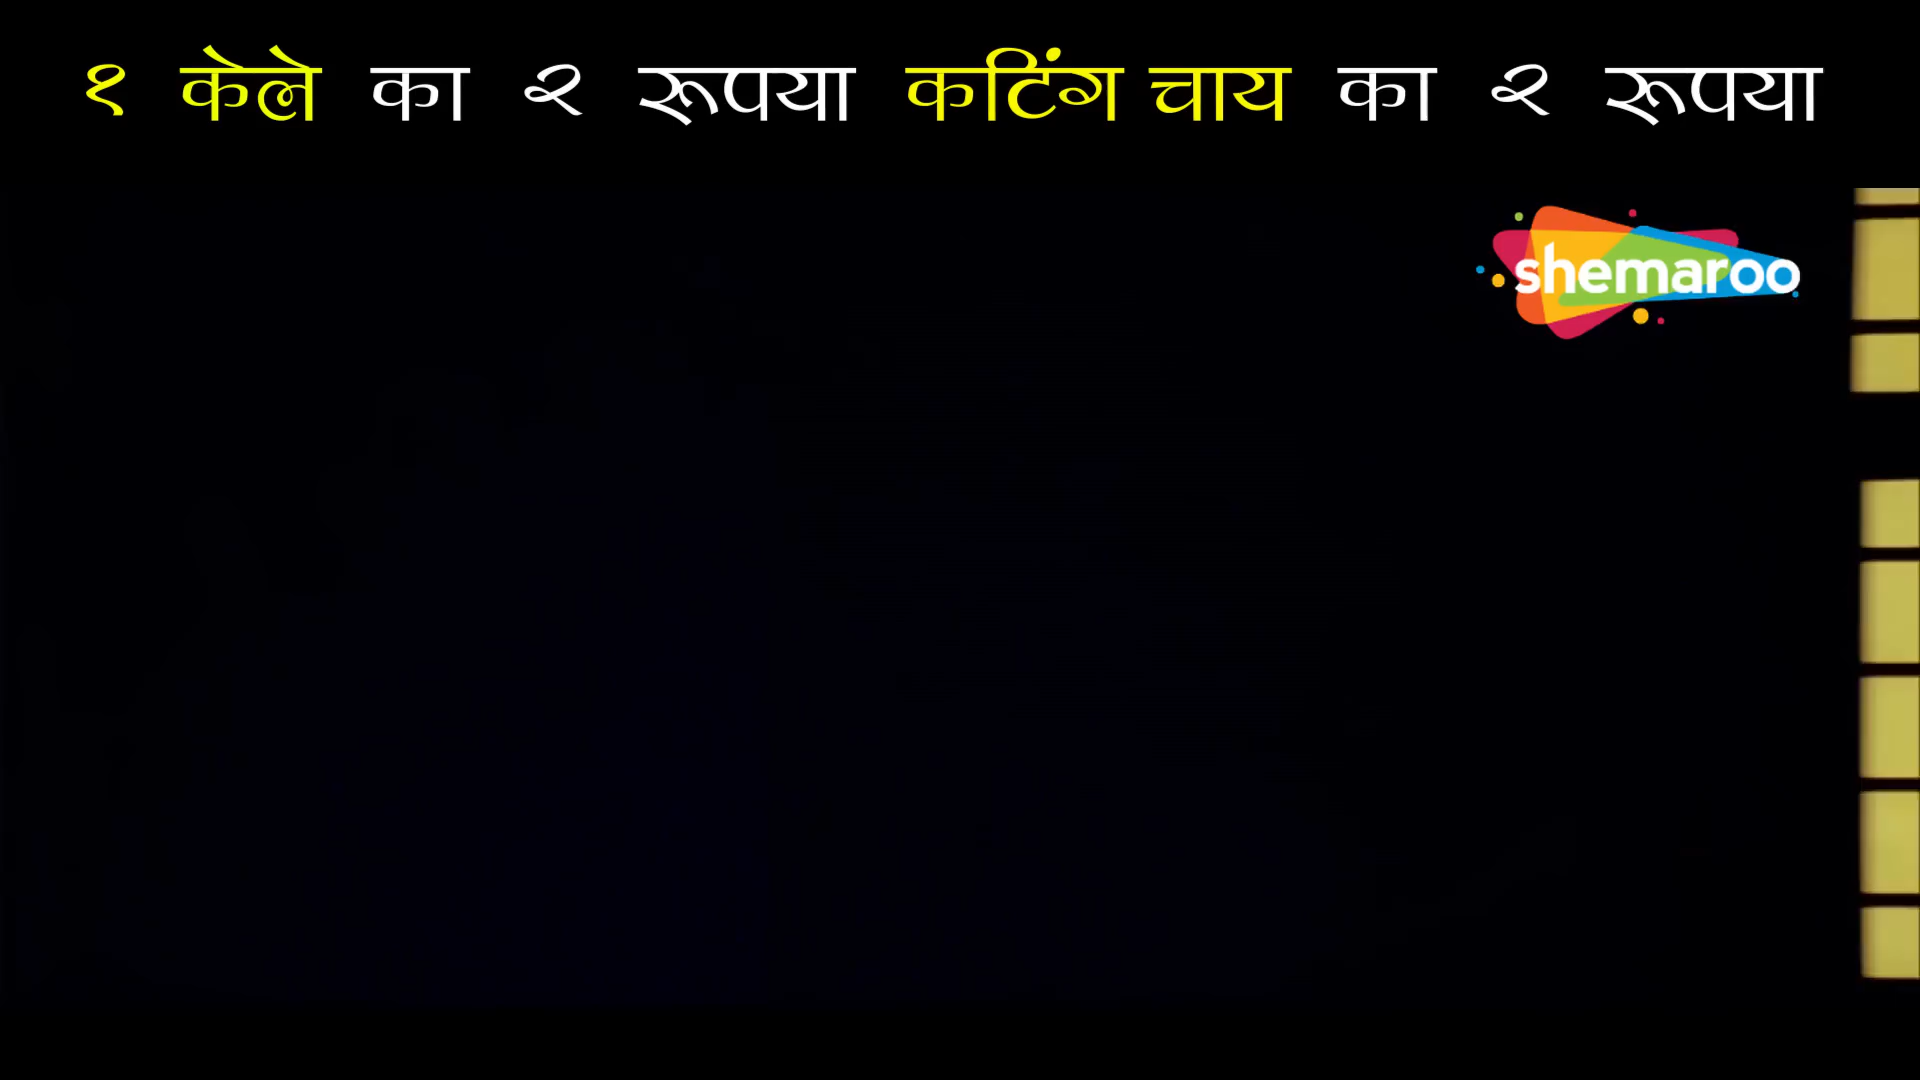 १ केले का २ रूपया कटिंग चाय का २ रूपया
shemaroo